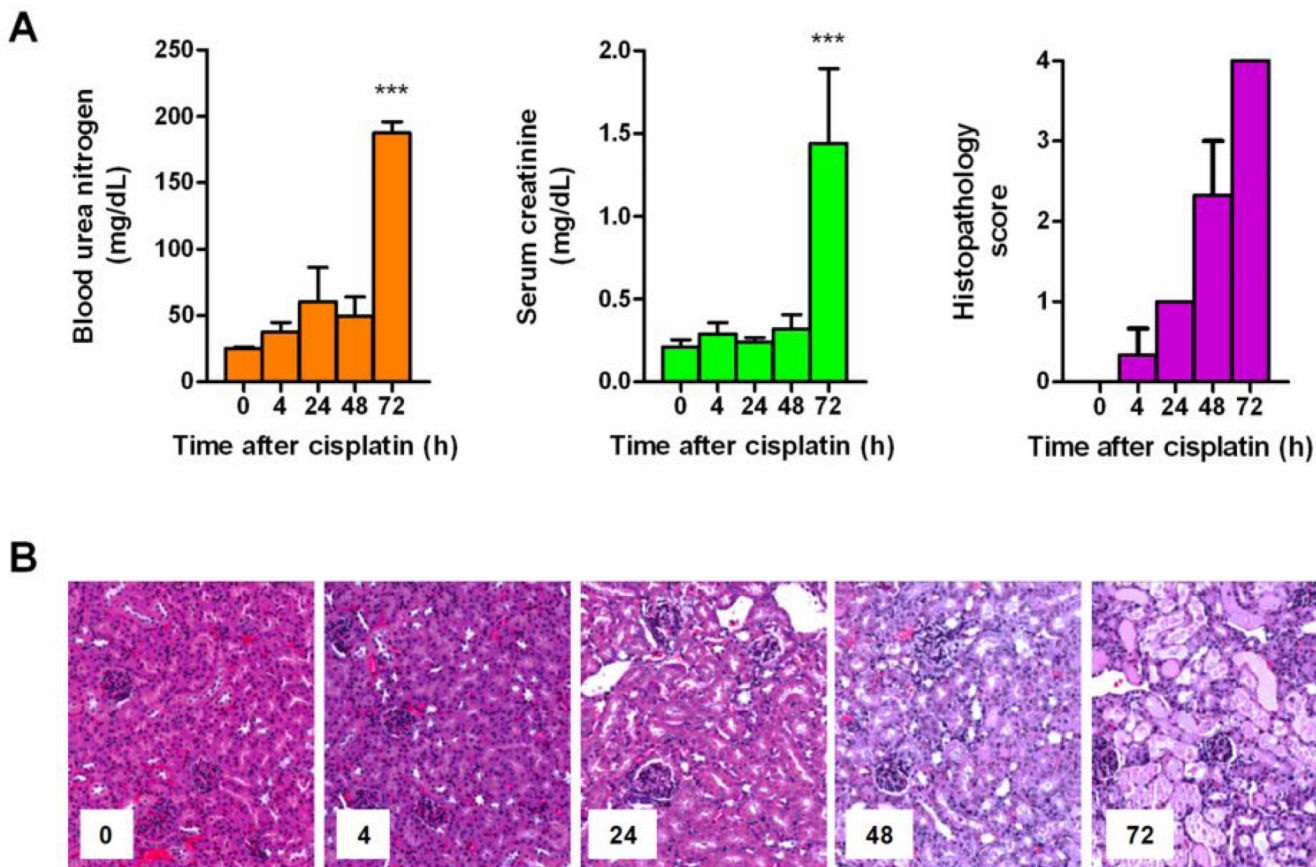 A
250
200
150
100
50
0
Blood urea nitrogen
(mg/dL)
***
0 4 24 48 72
Time after cisplatin (h)
2.0
1.5
1.0
0.5
0.0
Serum creatinine
(mg/dL)
***
0 4 24 48 72
Time after cisplatin (h)
4
3
2
1
0
Histopathology
score
0 4 24 48 72
Time after cisplatin (h)
B
0
4
24
48
72